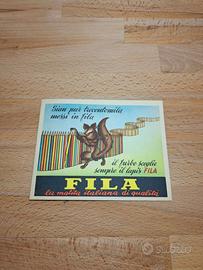 Siam pur trecentomila
messi in fila
il furbo sceglie
sempre il lapis FILA
FILA
la matita italiana di qualità
subito